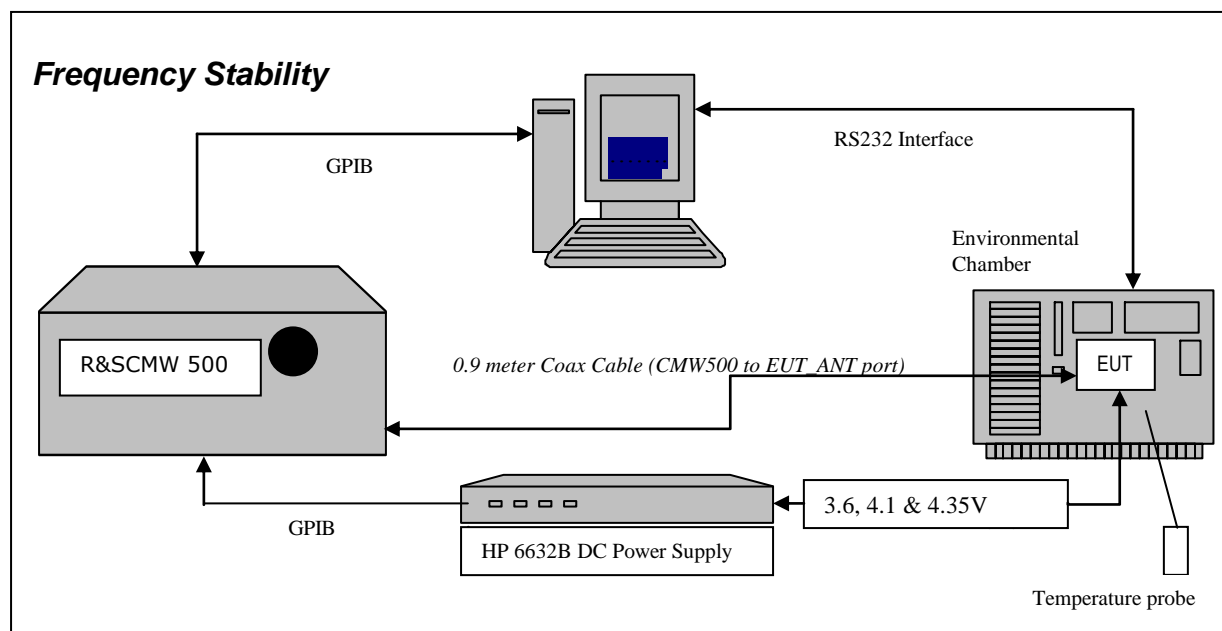 Frequency Stability
GPIB
RS232 Interface
Environmental
Chamber
R&SCMW 500
0.9 meter Coax Cable (CMW500 to EUT_ANT port)
EUT
GPIB
3.6, 4.1 & 4.35V
HP 6632B DC Power Supply
Temperature probe